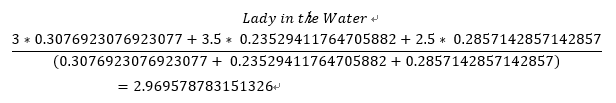 Lady in the Water
3 * 0.3076923076923077 + 3.5 * 0.23529411764705882 + 2.5 * 0.2857142857142857
(0.3076923076923077 + 0.23529411764705882 + 0.2857142857142857)
= 2.969578783151326